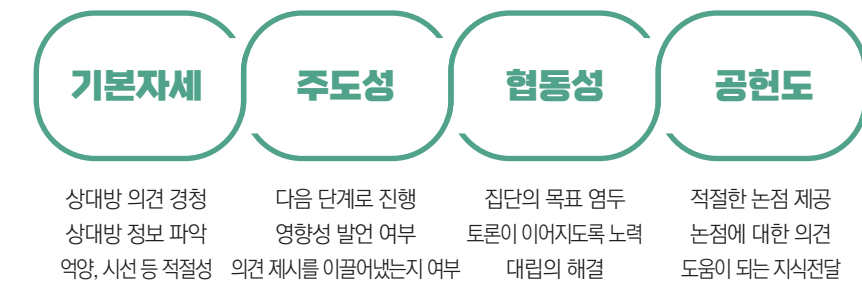 기본자세
주도성
협동성
공헌도
상대방 의견 경청
상대방 정보 파악
억양, 시선 등 적절성
다음 단계로 진행
영향성 발언 여부
의견 제시를 이끌어냈는지 여부
집단의 목표 염두
토론이 이어지도록 노력
대립의 해결
적절한 논점 제공
논점에 대한 의견
도움이 되는 지식전달